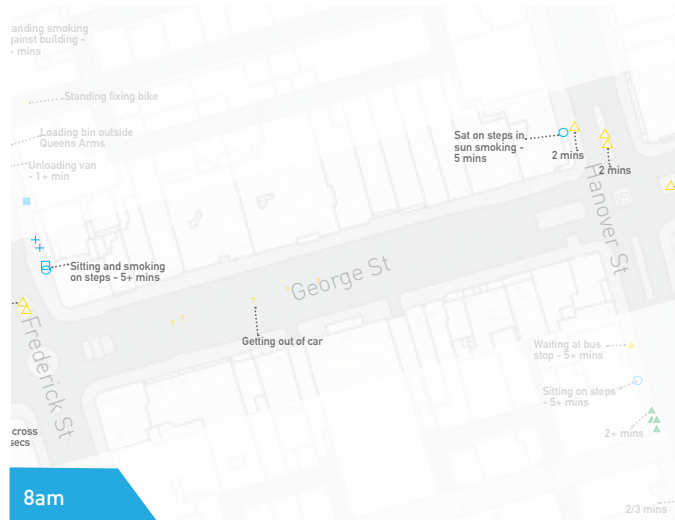 anding smoking
gainst building -
mins
Standing fixing bike
Loading bin outside
Queens Arms
Unloading van
- 1+ min
Sat on steps in
sun smoking -
5 mins
2 mins
2 mins
Hanover St
Sitting and smoking
on steps - 5+ mins
George St
? ? ? ? ?
Getting out of car
Frederick St
Waiting at bus
stop - 5+ mins
Sitting on steps
- 5+ mins
cross
secs
2+ mins
8am
2/3 mins